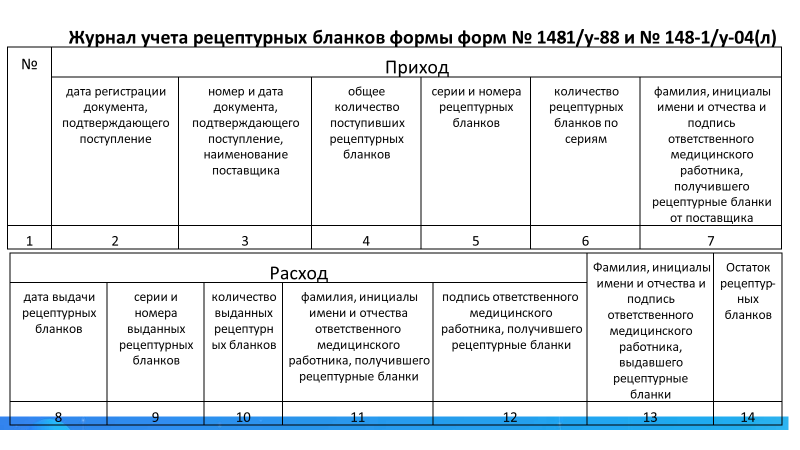 Журнал учета рецептурных бланков формы форм № 1481/у-88 и № 148-1/у-04(л)
№
Приход
дата регистрации
документа,
подтверждающего
поступление
номер и дата
документа,
подтверждающего
поступление,
наименование
поставщика
общее
количество
поступивших
рецептурных
бланков
серии и номера
рецептурных
бланков
количество
рецептурных
бланков по
сериям
фамилия, инициалы
имени и отчества и
подпись
ответственного
медицинского
работника,
получившего
рецептурные бланки
от поставщика
1 2 3 4 5 6 7
Расход
дата выдачи
рецептурных
бланков
серии и
номера
выданных
рецептурных
бланков
количество
выданных
рецептурн
ых бланков
фамилия, инициалы
имени и отчества
ответственного
медицинского
работника, получившего
рецептурные бланки
подпись ответственного
медицинского
работника, получившего
рецептурные бланки
Фамилия, инициалы
имени и отчества и
подпись
ответственного
медицинского
работника,
выдавшего
рецептурные
бланки
Остаток
рецептур-
ных
бланков
8 9 10 11 12 13 14